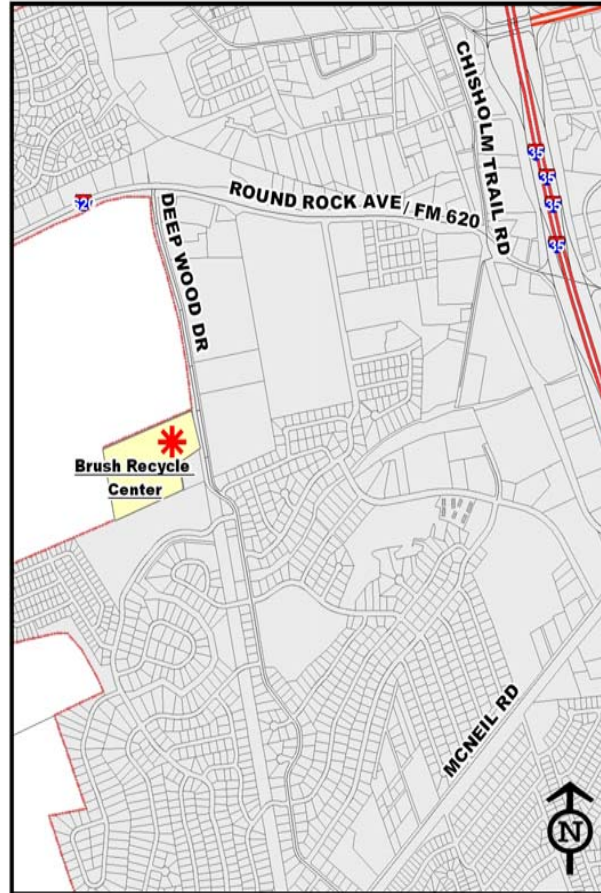 CHISHOLM TRAIL RD
35
35
35
35
ROUND ROCK AVE/ FM 620
620
DEEP WOOD DR
Brush Recycle
Center
MCNEIL RD
N